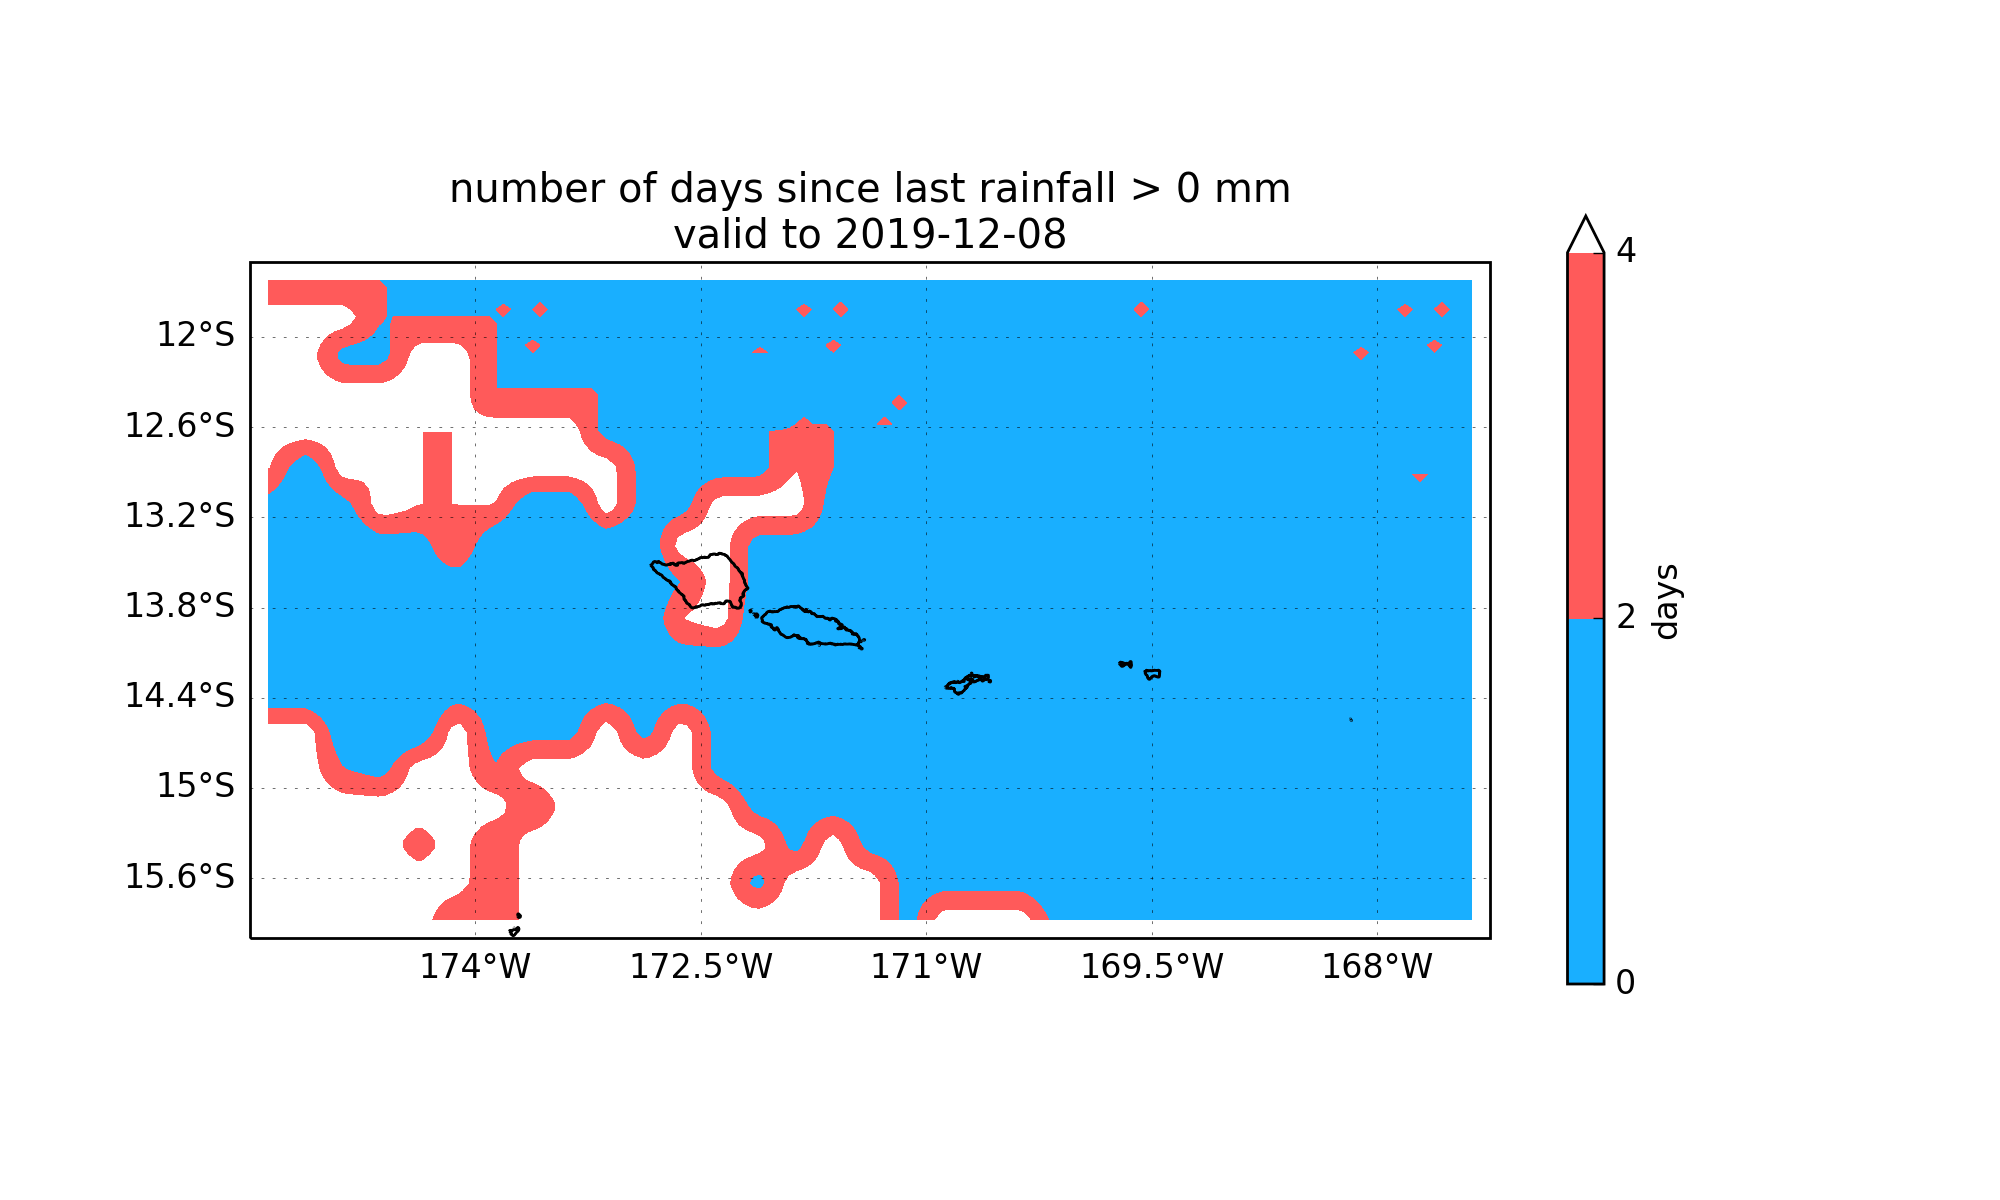 number of days since last rainfall > 0 mm
valid to 2019-12-08
12°S
12.6°S
13.2°S
13.8°S
14.4°S
15°S
15.6°S
174°W
172.5°W
171°W
169.5°W
168°W
4
2
0
days